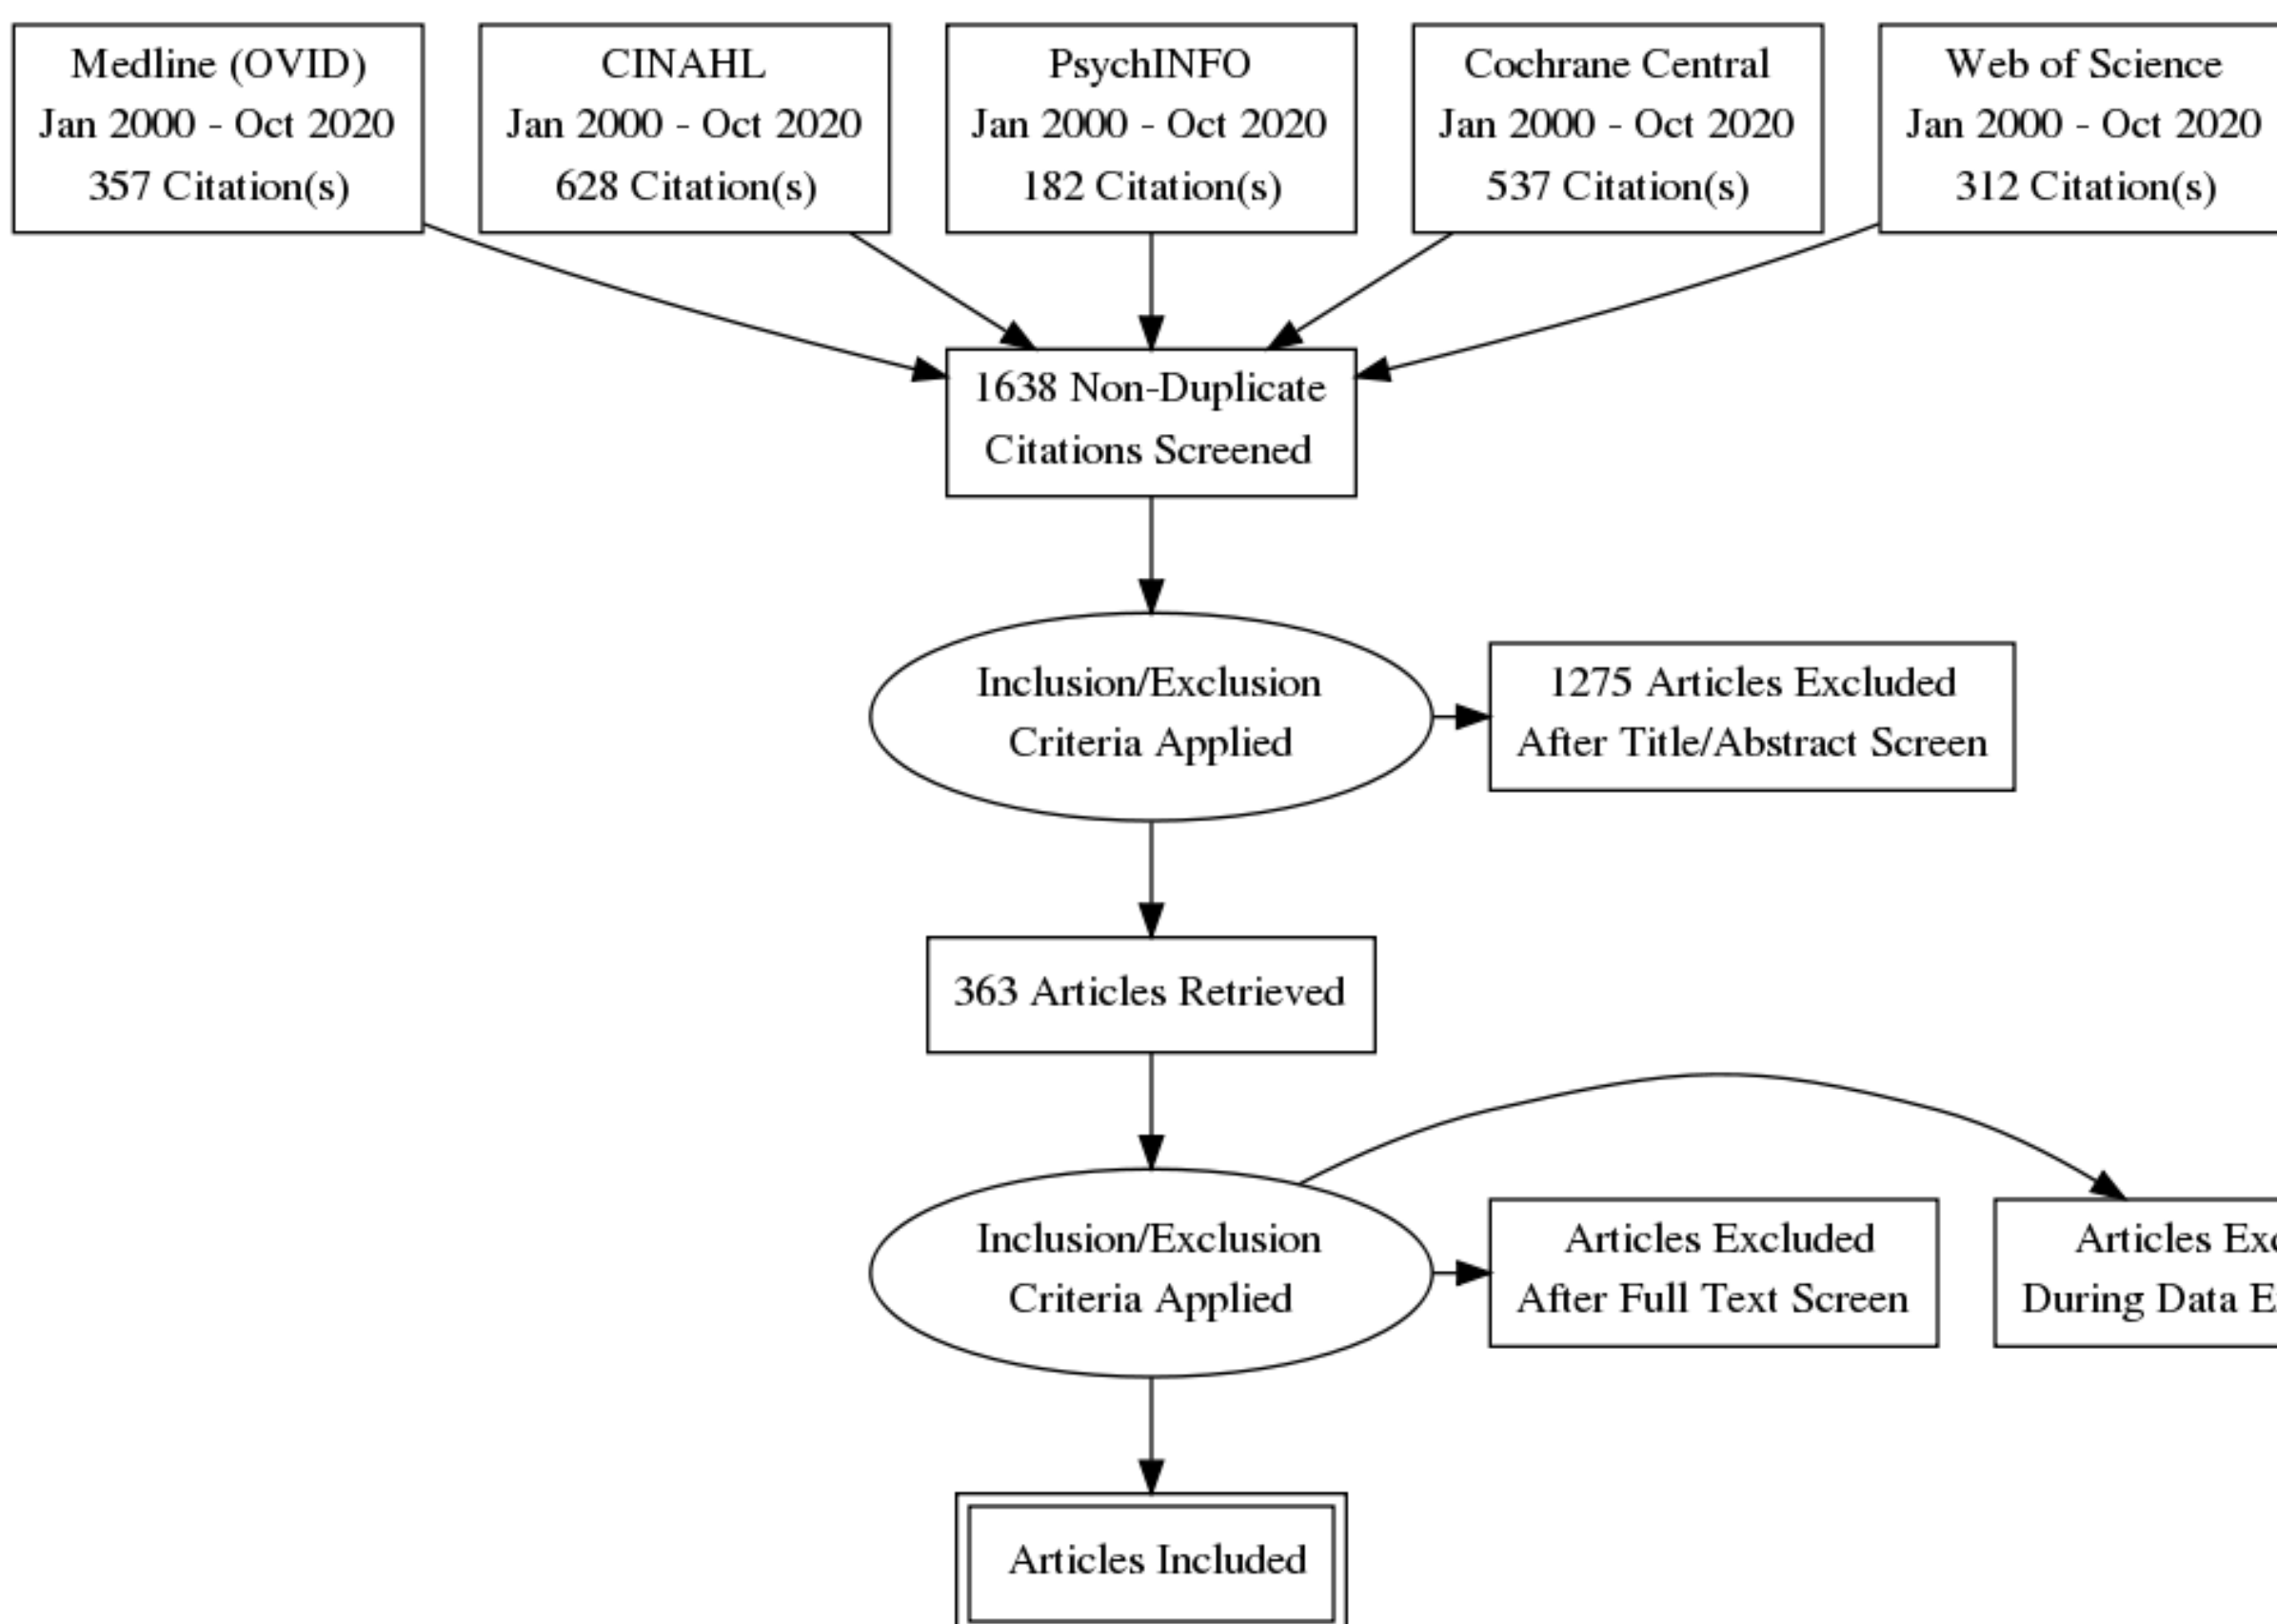 Medline (OVID)
Jan 2000 - Oct 2020
357 Citation(s)
CINAHL
Jan 2000 - Oct 2020
628 Citation(s)
PsychINFO
Jan 2000 - Oct 2020
182 Citation(s)
Cochrane Central
Jan 2000 - Oct 2020
537 Citation(s)
Web of Science
Jan 2000 - Oct 2020
312 Citation(s)
1638 Non-Duplicate
Citations Screened
Inclusion/Exclusion
Criteria Applied
1275 Articles Excluded
After Title/Abstract Screen
363 Articles Retrieved
Inclusion/Exclusion
Criteria Applied
Articles Excluded
After Full Text Screen
Articles
During Data
Articles Included